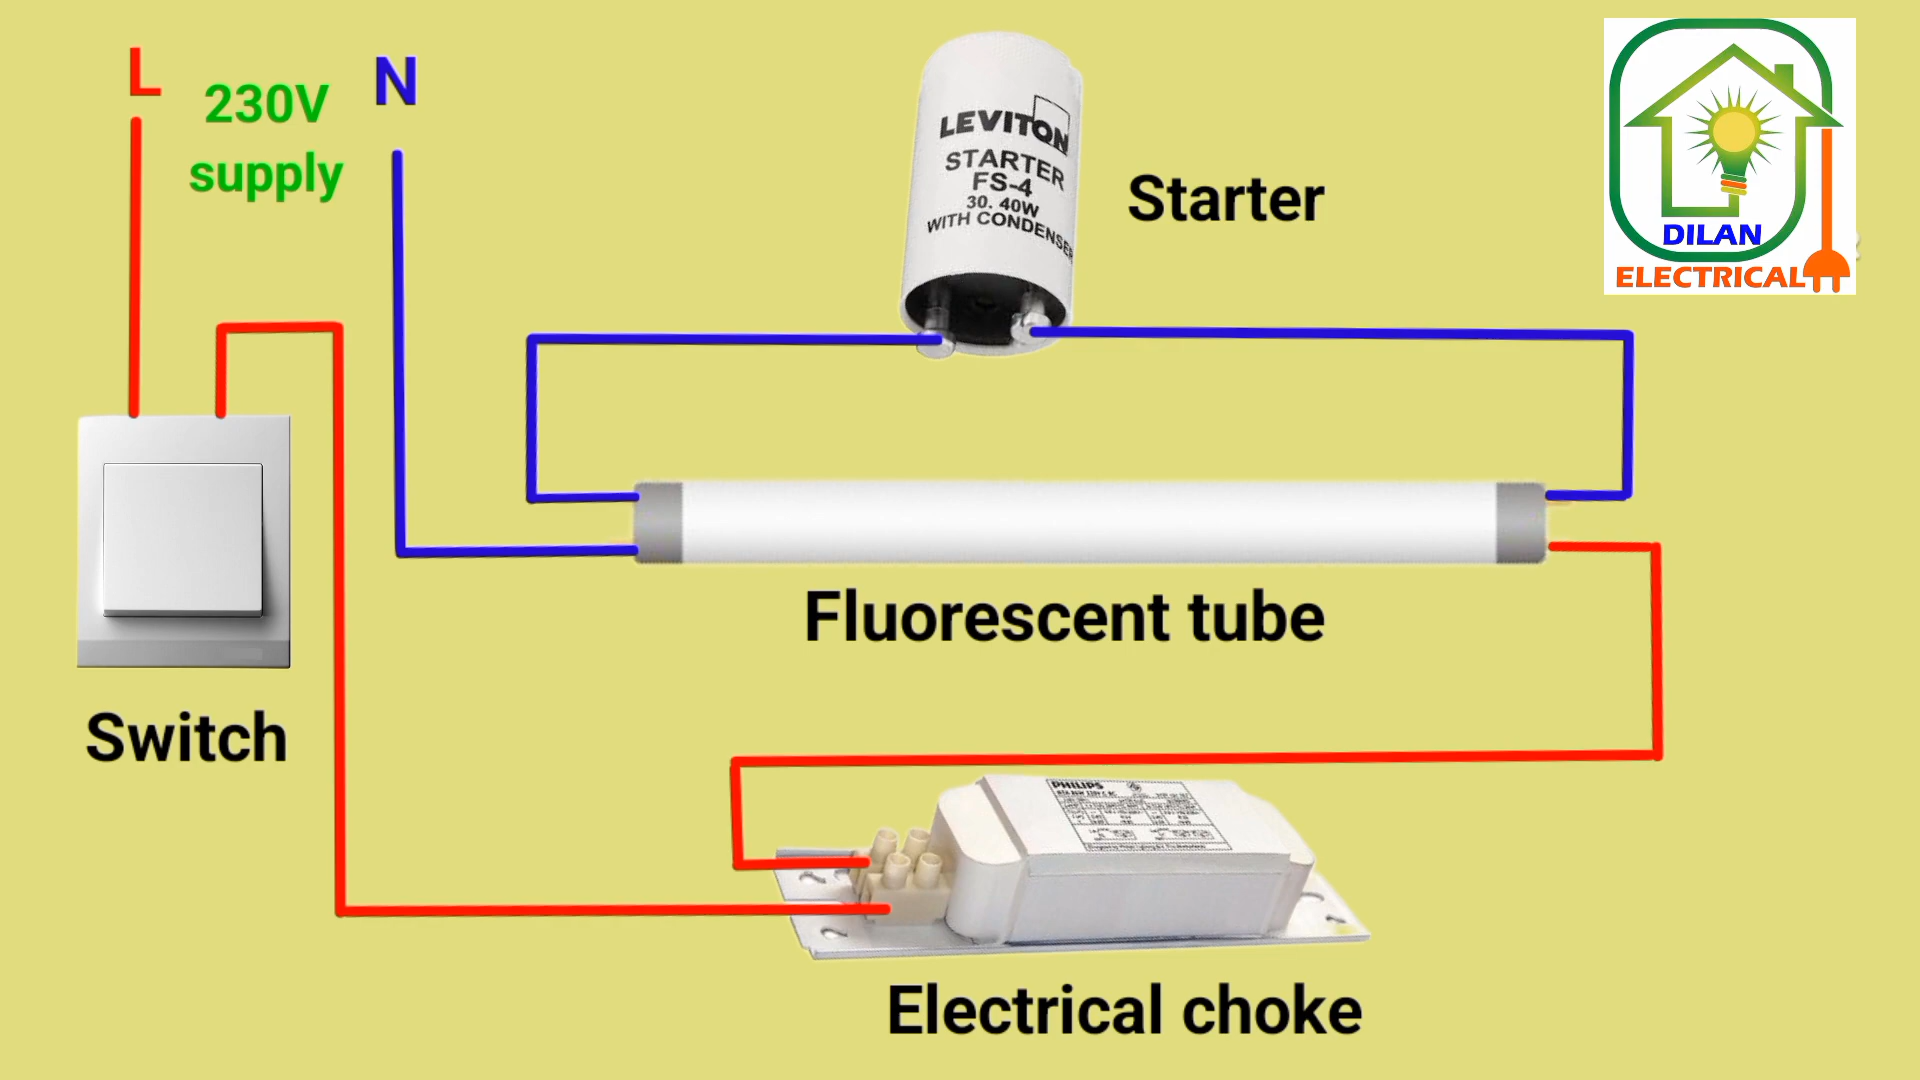 L
230V
supply
N
LEVITON
STARTER
FS-4
30. 40W
WITH CONDENSER
Starter
DILAN
ELECTRICAL
Fluorescent tube
Switch
PHILIPS
Electrical choke